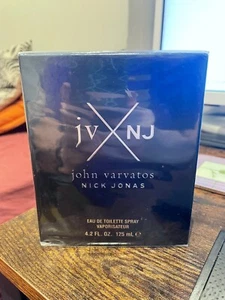 jv NJ
john varvatos
NICK JONAS
EAU DE TOILETTE SPRAY
VAPORISATEUR
4.2 FL. OZ. 125 mL ℮